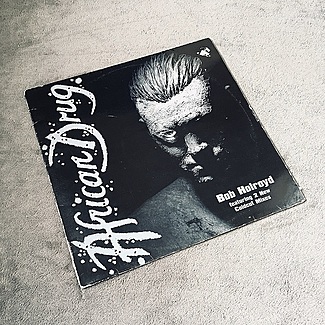 African Drug.
Bob Holroyd
featuring 2 New
Coldcut Mixes